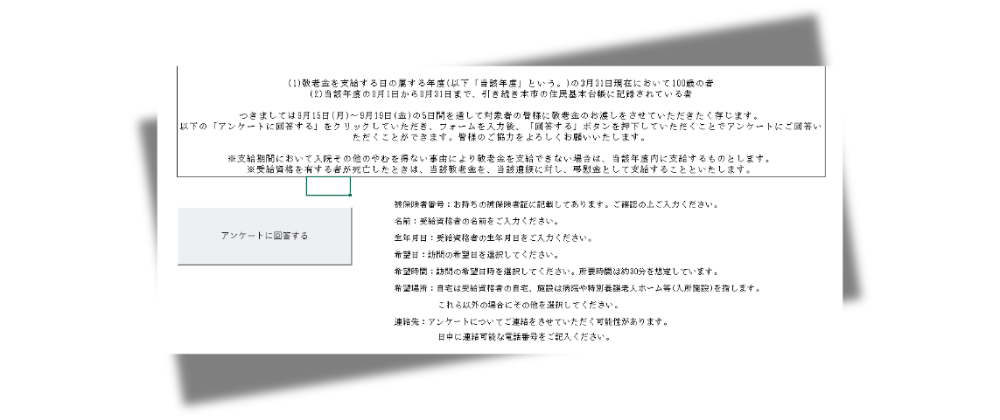 (1)敬老金を支給する日の属する年度(以下「当該年度」という。)の3月31日現在において100歳の者
(2)当該年度の8月1日から8月31日まで、引き続き本市の住民基本台帳に記録されている者
つきましては9月15日(月)～9月19日(金)の5日間を通して対象者の皆様に敬老金のお渡しをさせていただきたく存じます。
以下の「アンケートに回答する」をクリックしていただき、フォームを入力後、「回答する」ボタンを押下していただくことでアンケートにご回答い
ただくことができます。皆様のご協力をよろしくお願いいたします。
※支給期間において入院その他のやむを得ない事由により敬老金を支給できない場合は、当該年度内に支給するものとします。
※受給資格を有する者が死亡したときは、当該敬老金を、当該遺族に対し、弔慰金として支給することといたします。
アンケートに回答する
被保険者番号：お持ちの被保険者証に記載してあります。ご確認の上ご入力ください。
名前：受給資格者の名前をご入力ください。
生年月日：受給資格者の生年月日をご入力ください。
希望日：訪問の希望日を選択してください。
希望時間：訪問の希望日時を選択してください。所要時間は約30分を想定しています。
希望場所：自宅は受給資格者の自宅、施設は病院や特別養護老人ホーム等(入所施設)を指します。
これら以外の場合にその他を選択してください。
連絡先：アンケートについてご連絡をさせていただく可能性があります。
日中に連絡可能な電話番号をご記入ください。